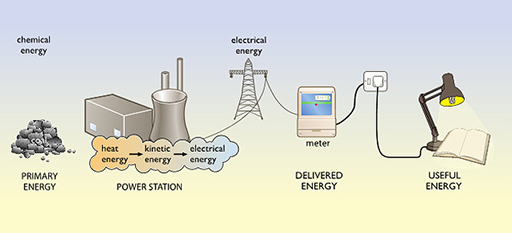 chemical
energy
electrical
energy
heat
energy
kinetic
energy
electrical
energy
meter
PRIMARY
ENERGY
POWER STATION
DELIVERED
ENERGY
USEFUL
ENERGY